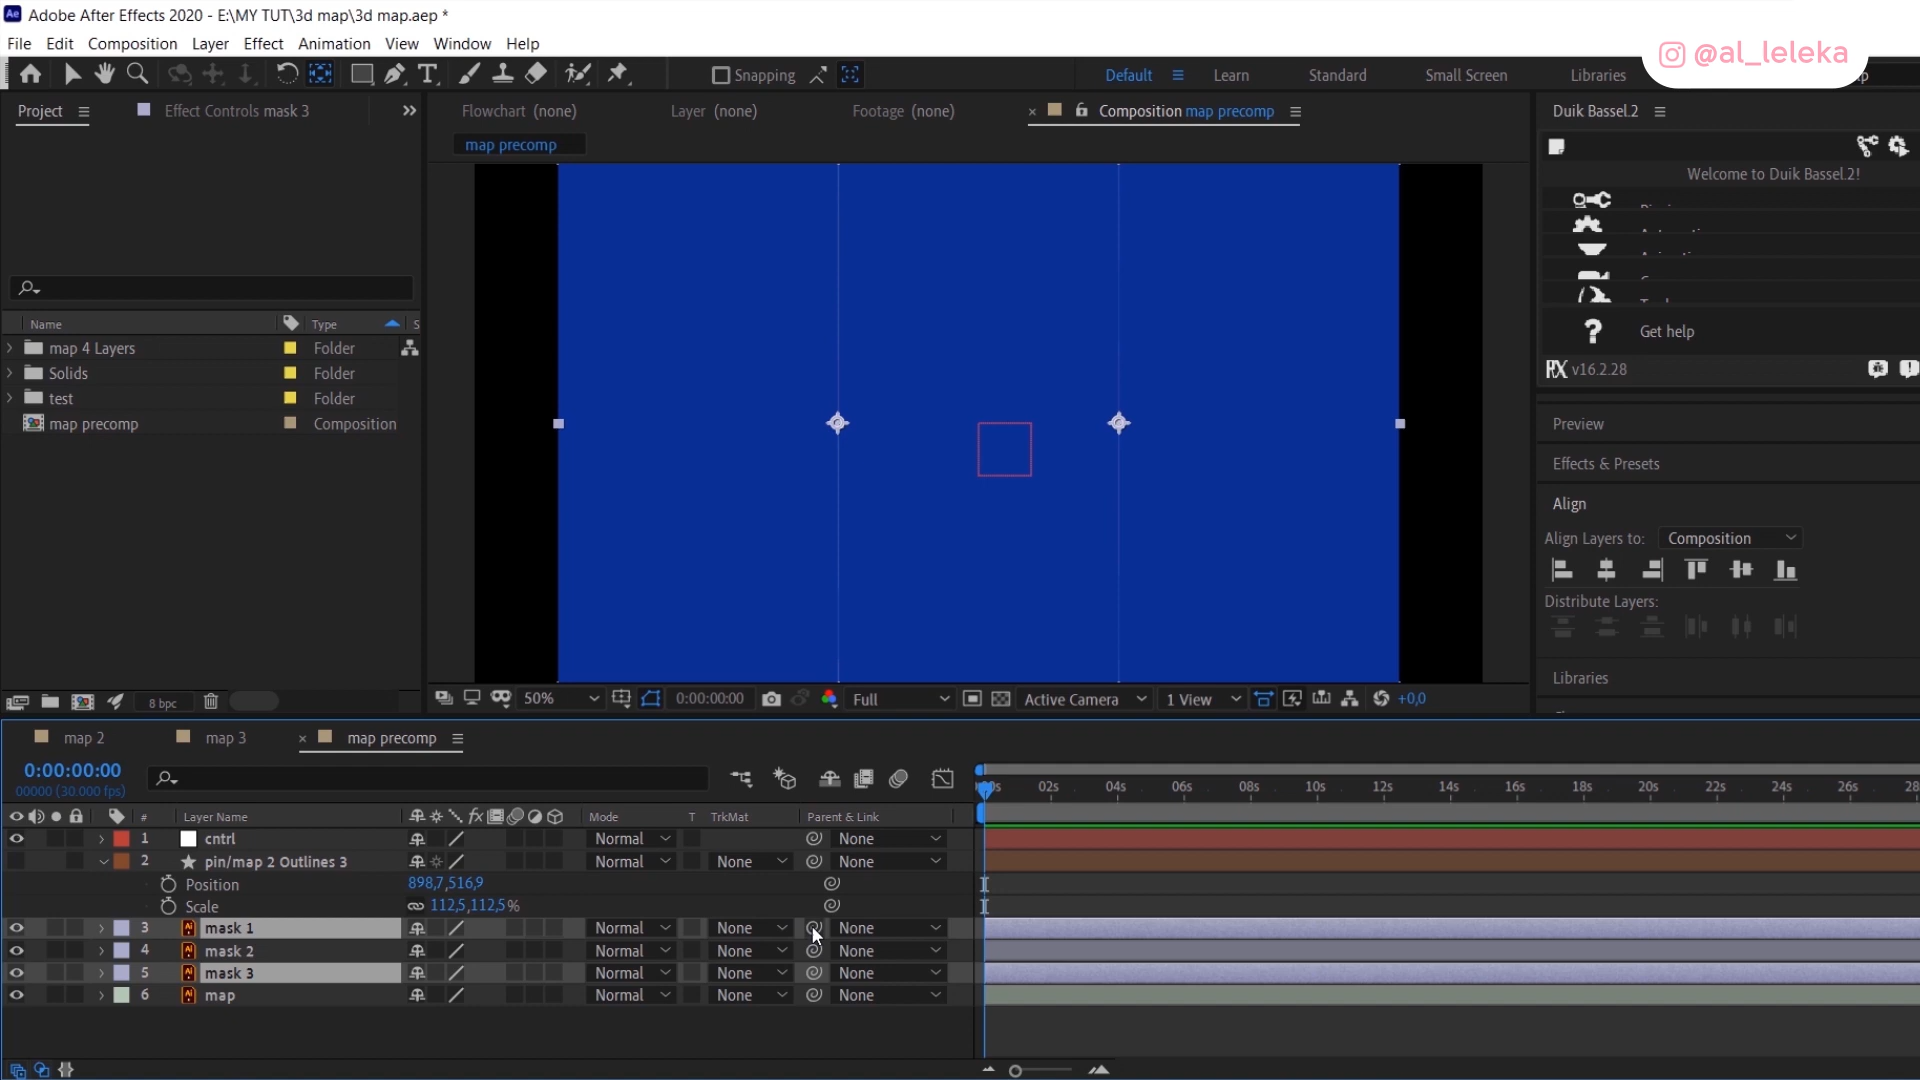 Adobe After Effects 2020 - E:\MY TUT\3d map\3d map.aep *
File Edit Composition Layer Effect Animation View Window Help
@al_leleka
Snapping
Default Learn Standard Small Screen Libraries
Project Effect Controls mask 3
Flowchart (none) Layer (none) Footage (none) Composition map precomp
Duik Bassel.2
map precomp
Welcome to Duik Bassel.2!
Get help
v16.2.28
Name Type S
map 4 Layers Folder
Solids Folder
test Folder
map precomp Composition
Preview
Effects & Presets
Align
Align Layers to: Composition
Distribute Layers:
Libraries
8 bpc
50% 0:00:00:00 Full Active Camera 1 View +0,0
map 2 map 3 map precomp
0:00:00:00
00000 (30.000 fps)
02s 04s 06s 08s 10s 12s 14s 16s 18s 20s 22s 24s 26s 28
# Layer Name fx Mode T TrkMat Parent & Link
1 cntrl Normal None
2 pin/map 2 Outlines 3 Normal None None
Position 898,7,516,9
Scale 112,5,112,5%
3 Ai mask 1 Normal None None
4 Ai mask 2 Normal None None
5 Ai mask 3 Normal None None
6 Ai map Normal None None